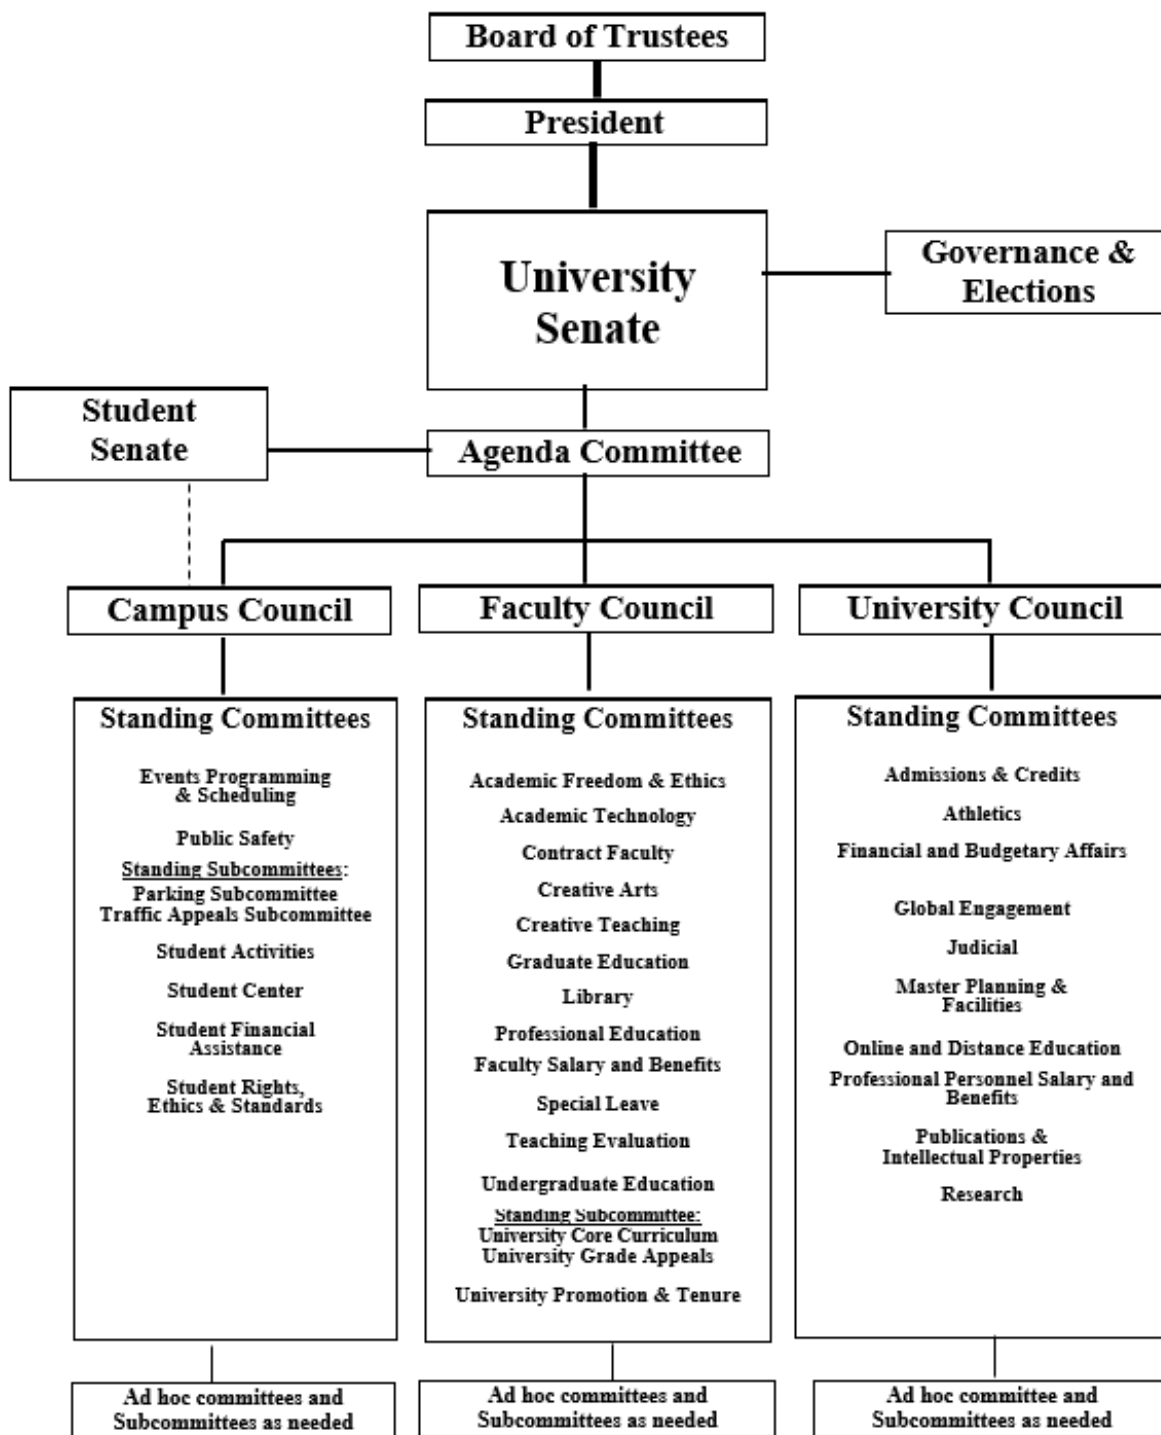 Board of Trustees
President
University
Senate
Governance &
Elections
Student
Senate
Agenda Committee
Campus Council
Faculty Council
University Council
Standing Committees
Events Programming
& Scheduling
Public Safety
Standing Subcommittees:
Parking Subcommittee
Traffic Appeals Subcommittee
Student Activities
Student Center
Student Financial
Assistance
Student Rights,
Ethics & Standards
Standing Committees
Academic Freedom & Ethics
Academic Technology
Contract Faculty
Creative Arts
Creative Teaching
Graduate Education
Library
Professional Education
Faculty Salary and Benefits
Special Leave
Teaching Evaluation
Undergraduate Education
Standing Subcommittee:
University Core Curriculum
University Grade Appeals
University Promotion & Tenure
Standing Committees
Admissions & Credits
Athletics
Financial and Budgetary Affairs
Global Engagement
Judicial
Master Planning &
Facilities
Online and Distance Education
Professional Personnel Salary and
Benefits
Publications &
Intellectual Properties
Research
Ad hoc committees and
Subcommittees as needed
Ad hoc committees and
Subcommittees as needed
Ad hoc committee and
Subcommittees as needed